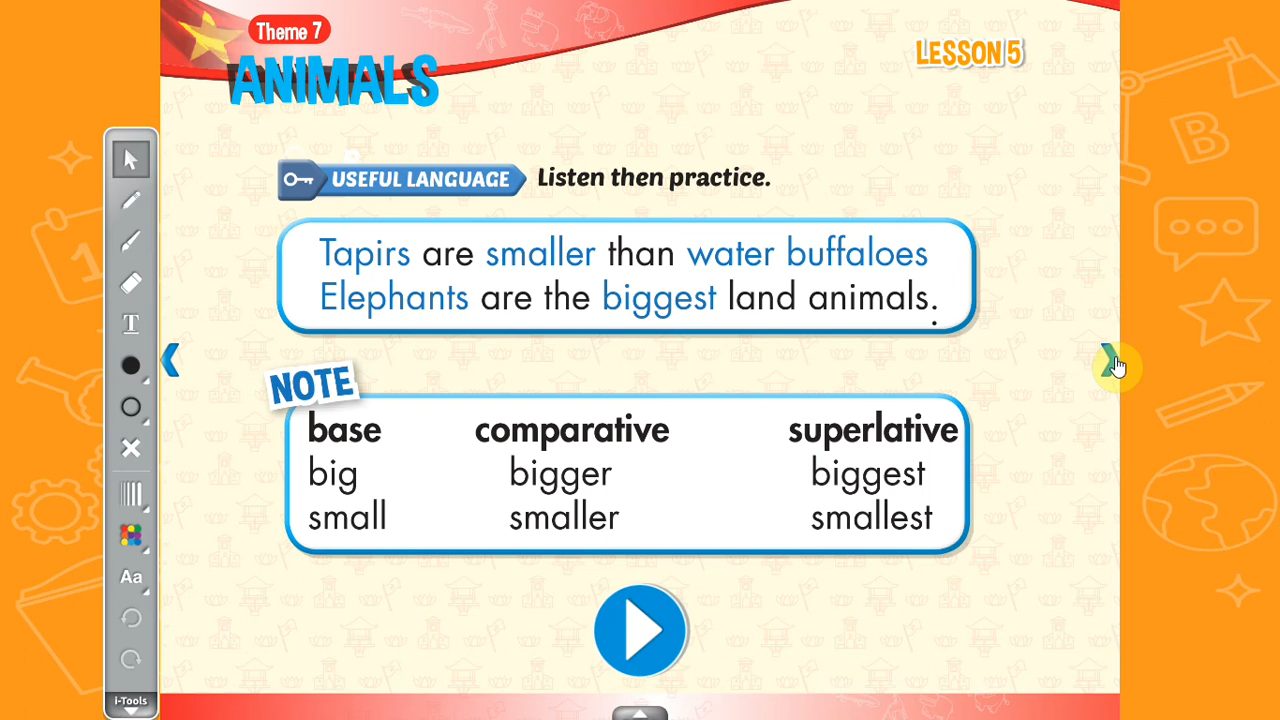 Theme 7
ANIMALS
LESSON 5
USEFUL LANGUAGE Listen then practice.
Tapirs are smaller than water buffaloes
Elephants are the biggest land animals.
.
NOTE
base comparative superlative
big bigger biggest
small smaller smallest
T
Aa
i-Tools
1
B